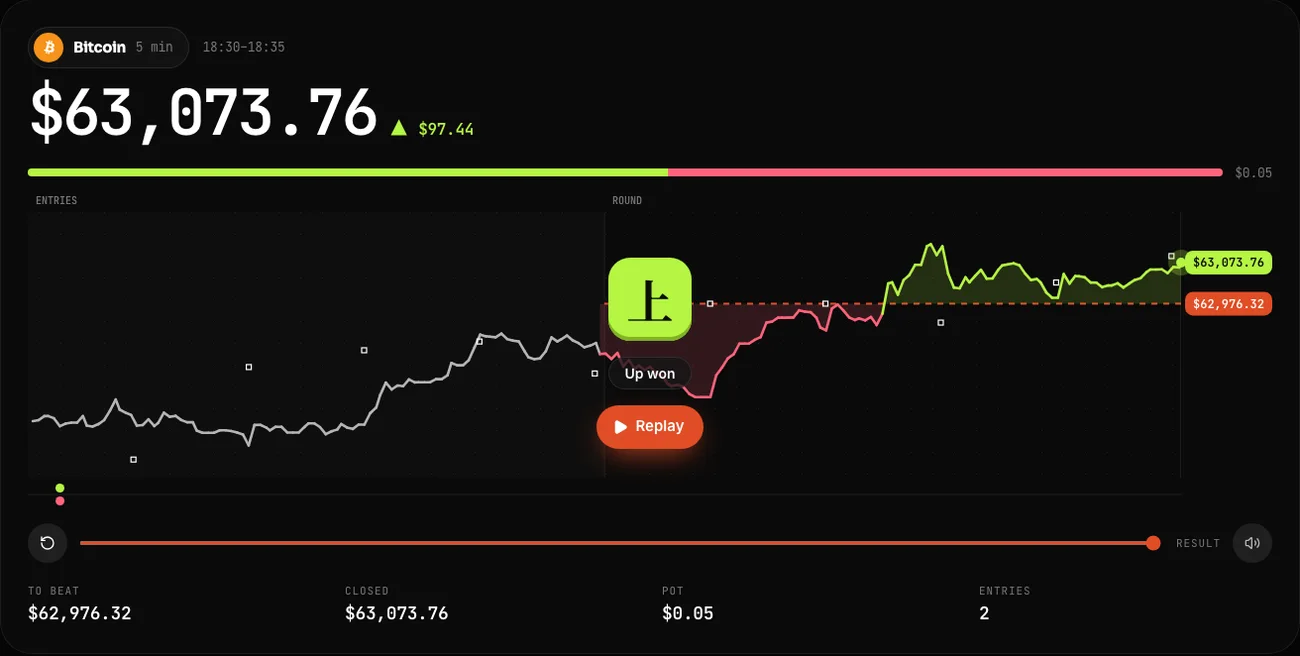 Bitcoin 5 min 18:30–18:35
$63,073.76 ▲ $97.44
$0.05
ENTRIES
ROUND
$63,073.76
$62,976.32
上
Up won
Replay
RESULT
TO BEAT
$62,976.32
CLOSED
$63,073.76
POT
$0.05
ENTRIES
2